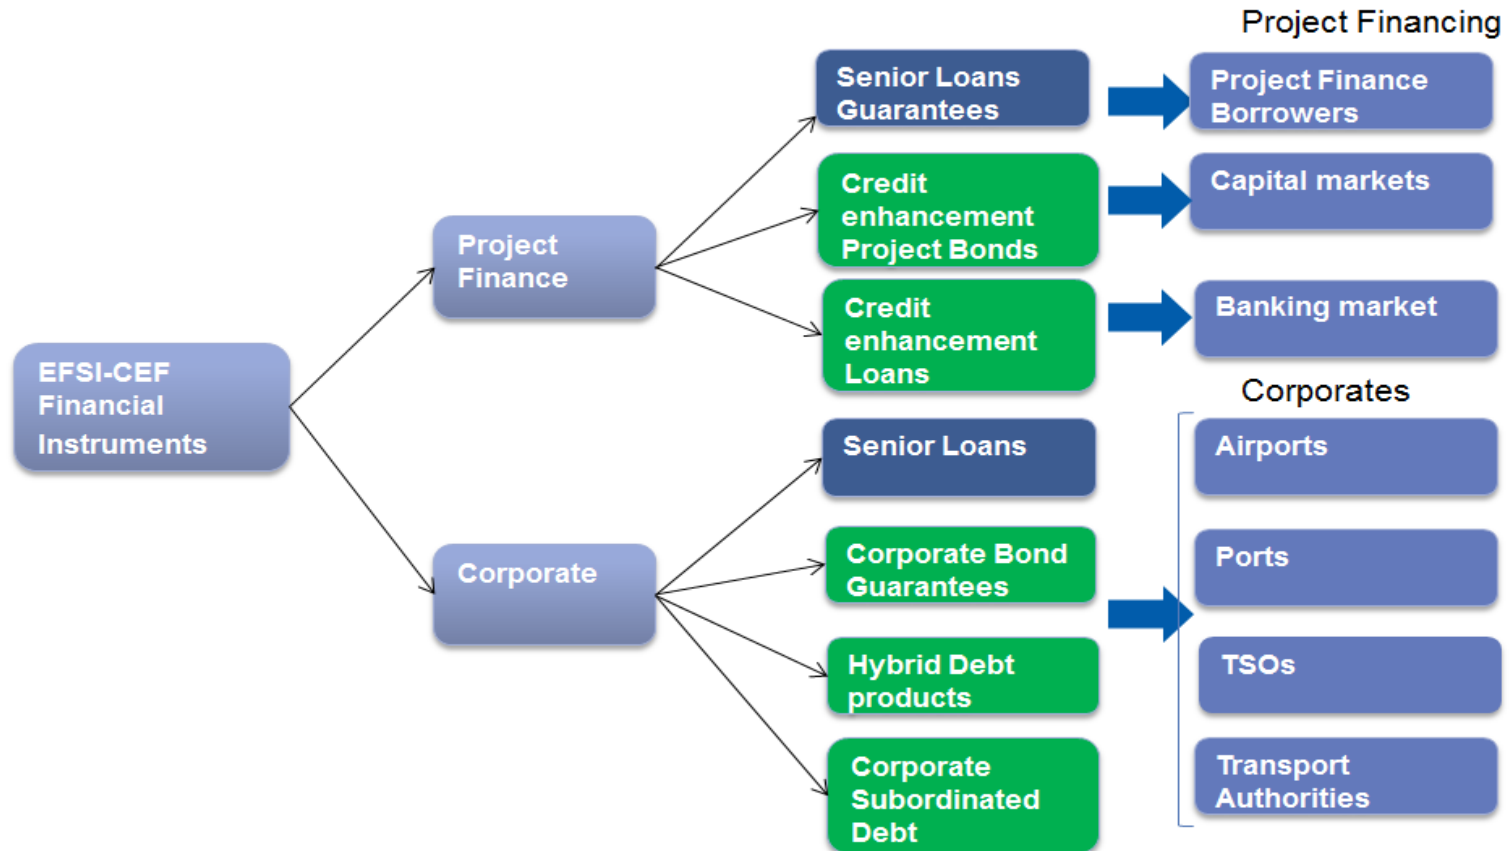 Project Financing
Senior Loans
Guarantees
Project Finance
Borrowers
Credit
enhancement
Project Bonds
Capital markets
Project
Finance
Credit
enhancement
Loans
Banking market
EFSI-CEF
Financial
Instruments
Corporates
Senior Loans
Airports
Corporate
Corporate Bond
Guarantees
Ports
Hybrid Debt
products
TSOs
Corporate
Subordinated
Debt
Transport
Authorities